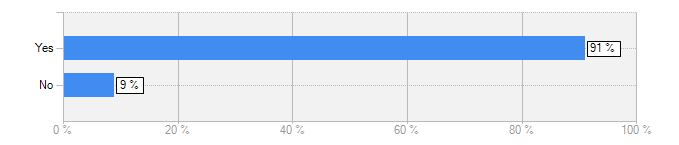 Yes 91 %
No 9 %
0 % 20 % 40 % 60 % 80 % 100 %